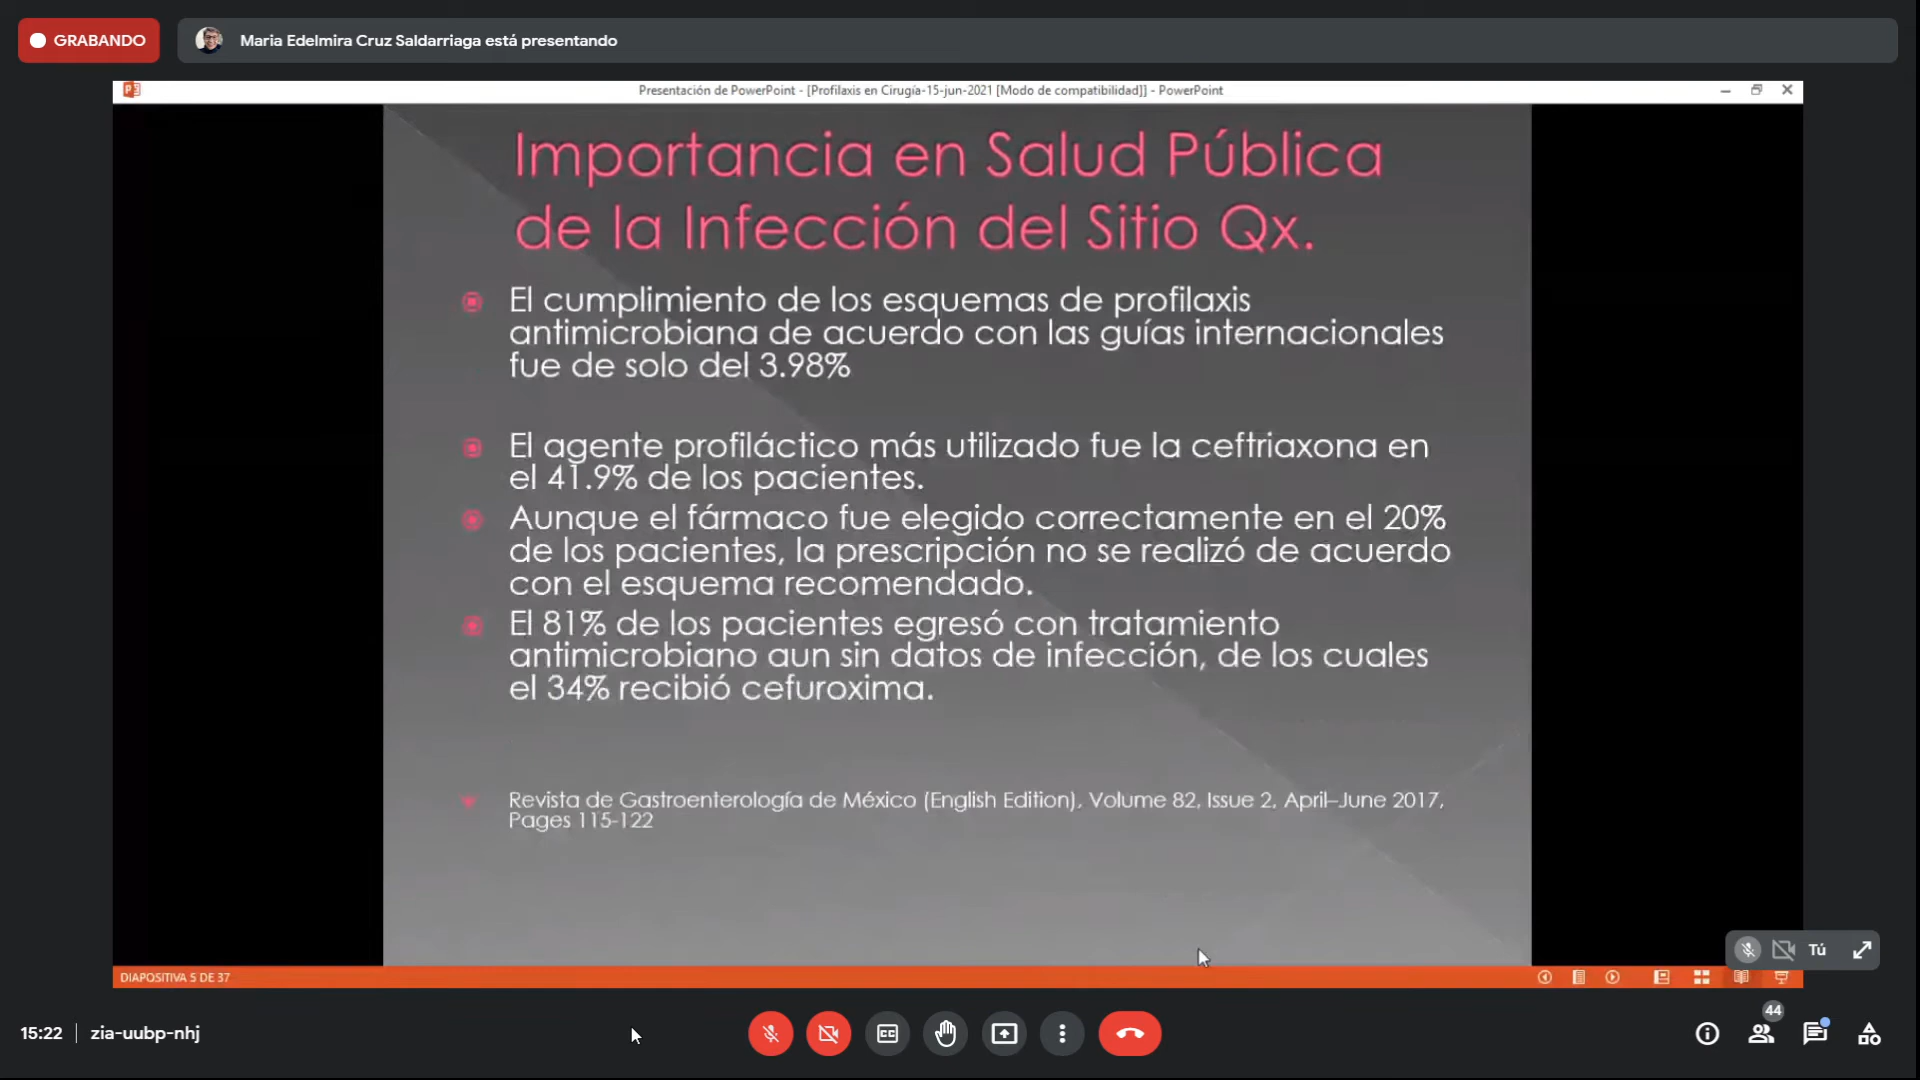 GRABANDO
Maria Edelmira Cruz Saldarriaga está presentando
Presentación de PowerPoint - [Profilaxis en Cirugía-15-jun-2021 [Modo de compatibilidad]] - PowerPoint
Importancia en Salud Pública
de la Infección del Sitio Qx.
El cumplimiento de los esquemas de profilaxis
antimicrobiana de acuerdo con las guías internacionales
fue de solo del 3.98%
El agente profiláctico más utilizado fue la ceftriaxona en
el 41.9% de los pacientes.
Aunque el fármaco fue elegido correctamente en el 20%
de los pacientes, la prescripción no se realizó de acuerdo
con el esquema recomendado.
El 81% de los pacientes egresó con tratamiento
antimicrobiano aun sin datos de infección, de los cuales
el 34% recibió cefuroxima.
Revista de Gastroenterología de México (English Edition), Volume 82, Issue 2, April–June 2017,
Pages 115-122
Tú
DIAPOSITIVA 5 DE 37
15:22 | zia-uubp-nhj
CC
44